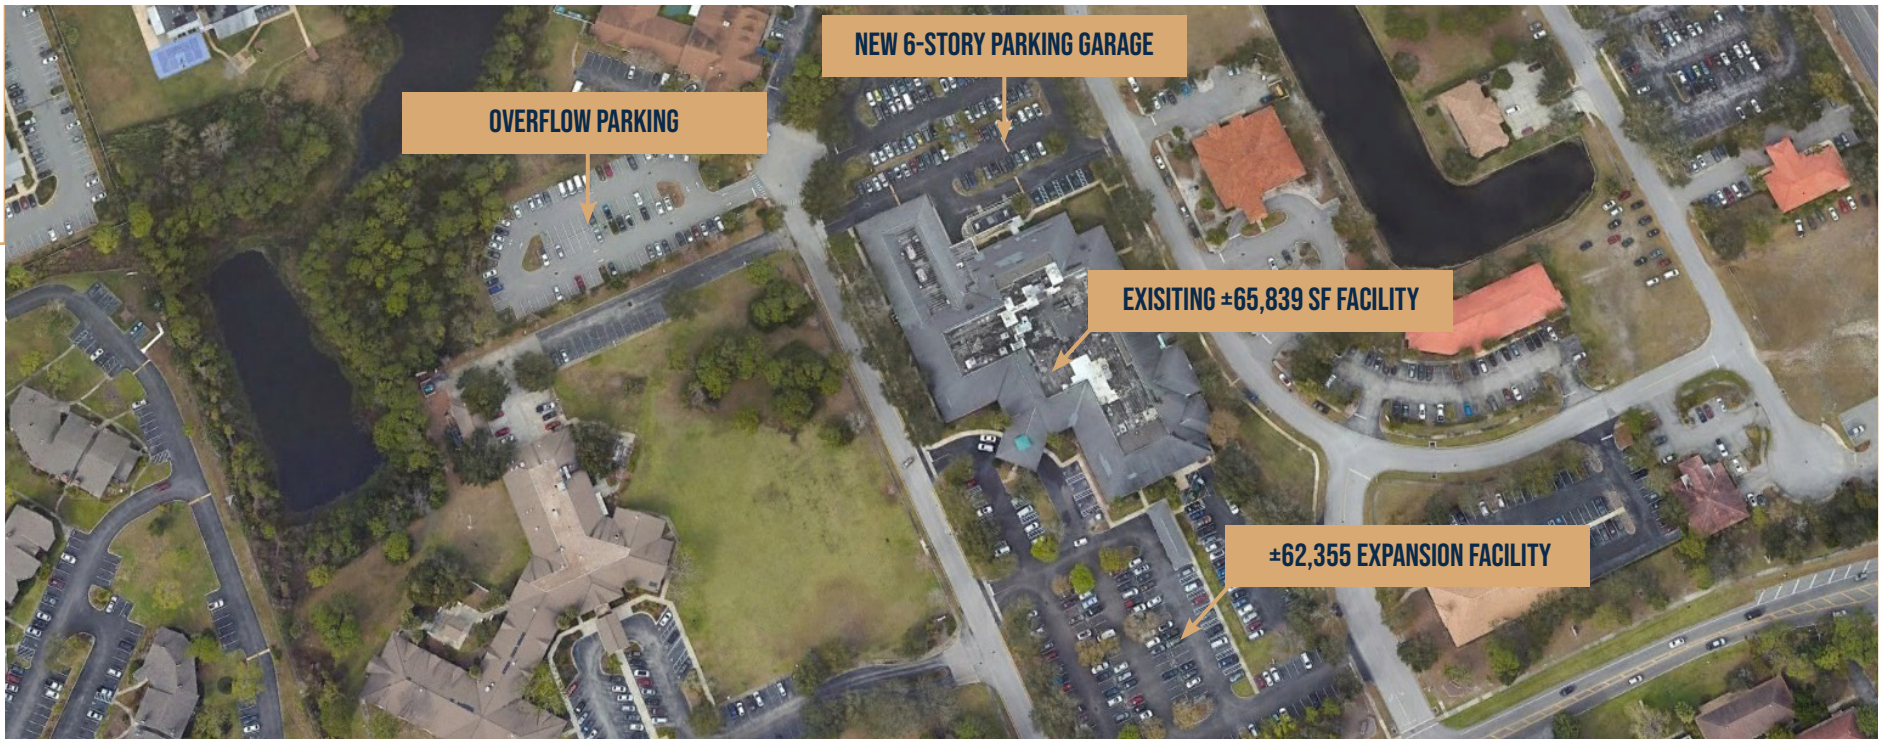 NEW 6-STORY PARKING GARAGE
OVERFLOW PARKING
EXISITING ±65,839 SF FACILITY
±62,355 EXPANSION FACILITY